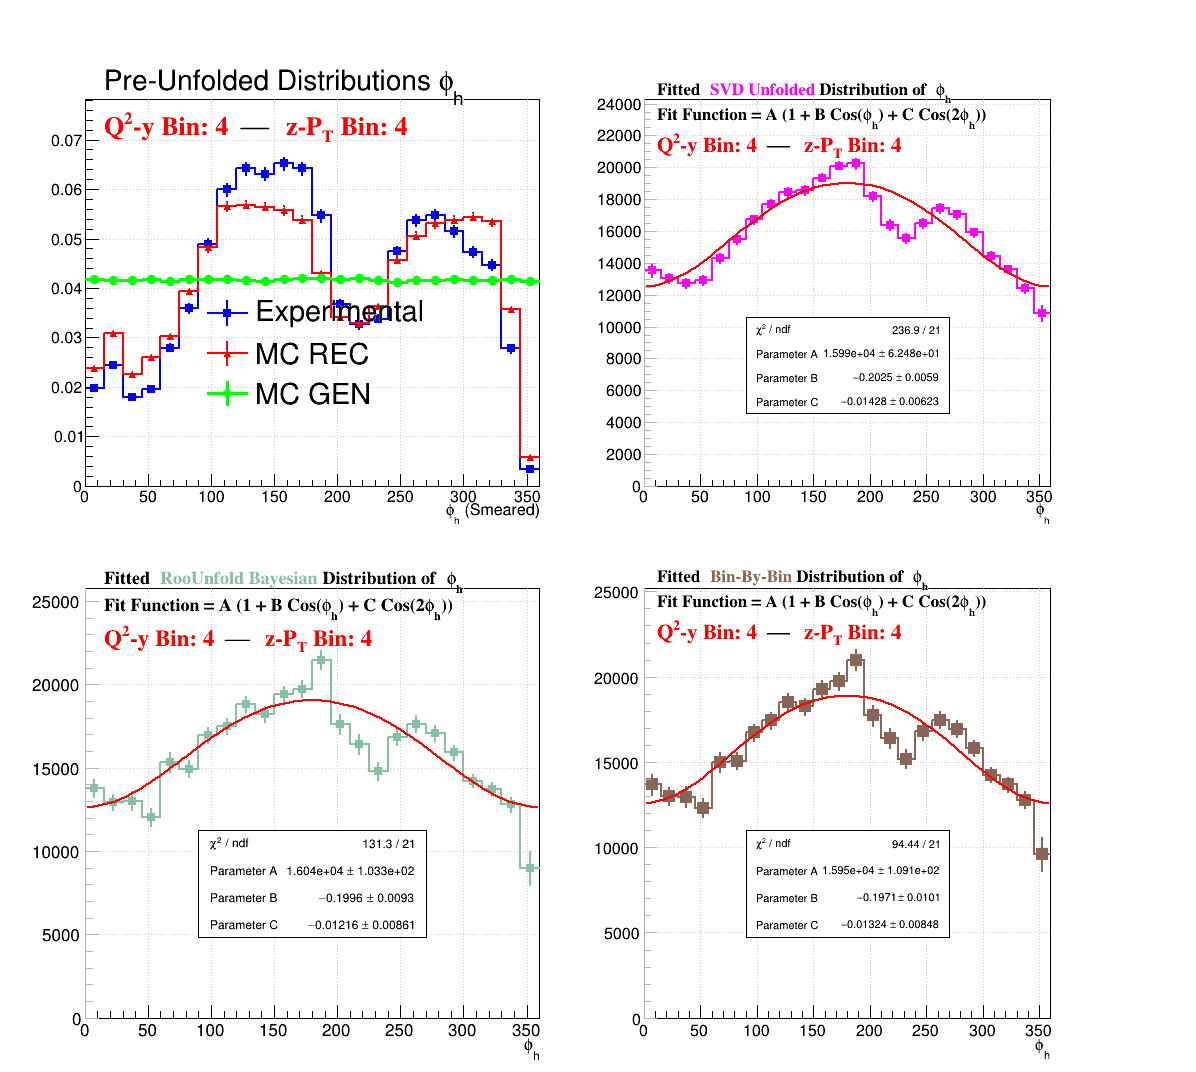 Pre-Unfolded Distributions ϕh
Q²-y Bin: 4 — z-PT Bin: 4
0.07
0.06
0.05
0.04
0.03
0.02
0.01
0
Experimental
MC REC
MC GEN
0 50 100 150 200 250 300 350
ϕh (Smeared)
Fitted SVD Unfolded Distribution of ϕh
Fit Function = A (1 + B Cos(ϕh) + C Cos(2ϕh))
Q²-y Bin: 4 — z-PT Bin: 4
24000
22000
20000
18000
16000
14000
12000
10000
8000
6000
4000
2000
0
χ² / ndf 236.9 / 21
Parameter A 1.599e+04 ± 6.248e+01
Parameter B −0.2025 ± 0.0059
Parameter C −0.01428 ± 0.00623
0 50 100 150 200 250 300 350
ϕh
Fitted RooUnfold Bayesian Distribution of ϕh
Fit Function = A (1 + B Cos(ϕh) + C Cos(2ϕh))
Q²-y Bin: 4 — z-PT Bin: 4
25000
20000
15000
10000
5000
0
χ² / ndf 131.3 / 21
Parameter A 1.604e+04 ± 1.033e+02
Parameter B −0.1996 ± 0.0093
Parameter C −0.01216 ± 0.00861
0 50 100 150 200 250 300 350
ϕh
Fitted Bin-By-Bin Distribution of ϕh
Fit Function = A (1 + B Cos(ϕh) + C Cos(2ϕh))
Q²-y Bin: 4 — z-PT Bin: 4
25000
20000
15000
10000
5000
0
χ² / ndf 94.44 / 21
Parameter A 1.595e+04 ± 1.091e+02
Parameter B −0.1971 ± 0.0101
Parameter C −0.01324 ± 0.00848
0 50 100 150 200 250 300 350
ϕh